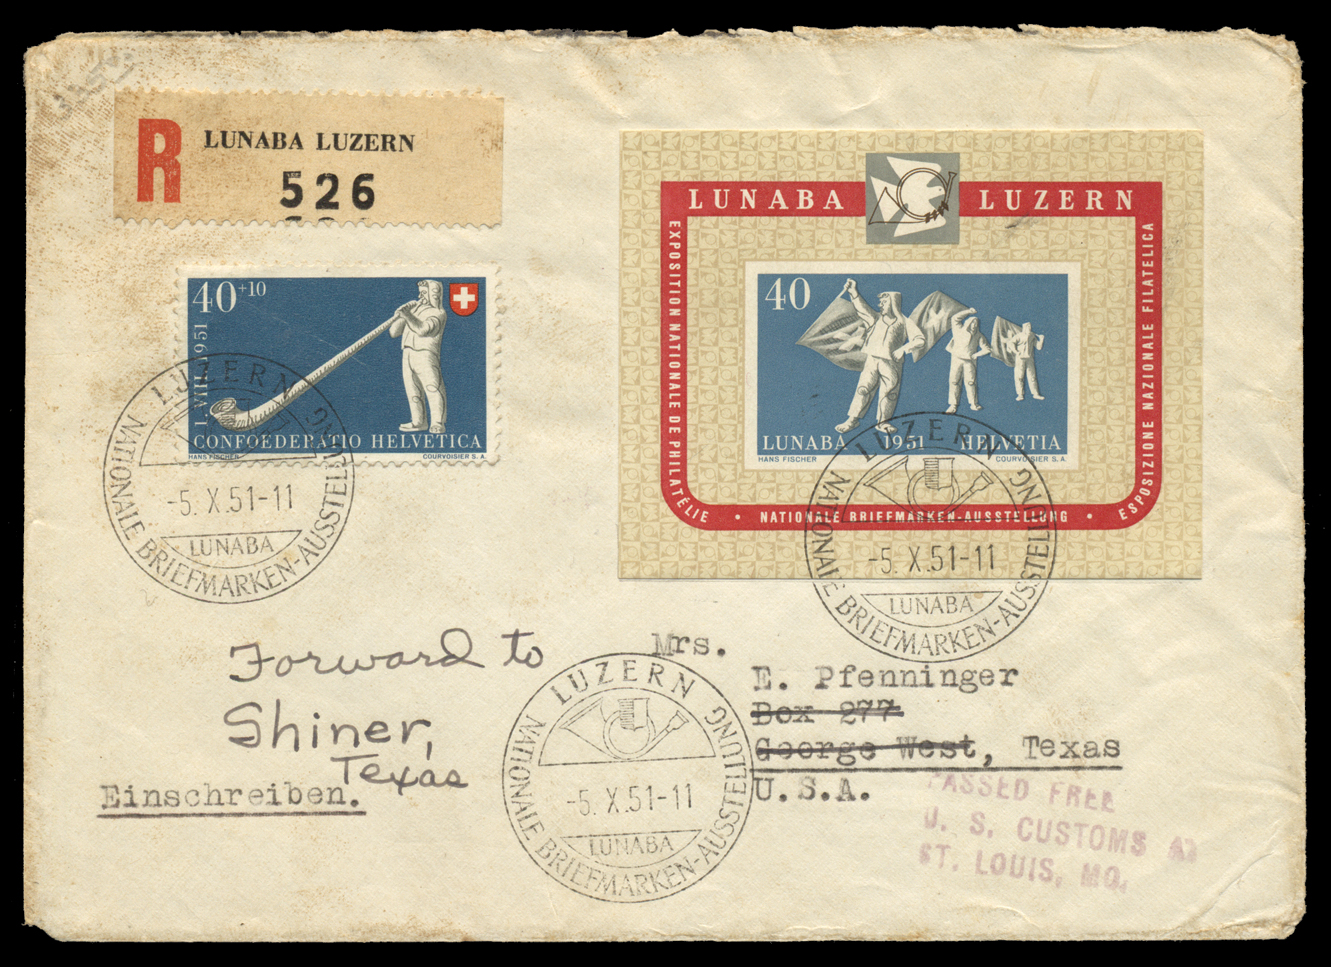 R LUNABA LUZERN
526
40+10
I.VIII.1951
CONFOEDERATIO HELVETICA
HANS FISCHER COURVOISIER S.A.
LUNABA LUZERN
EXPOSITION NATIONALE DE PHILATÉLIE • NATIONALE BRIEFMARKEN-AUSSTELLUNG • ESPOSIZIONE NAZIONALE FILATELICA
40
LUNABA 1951 HELVETIA
HANS FISCHER COURVOISIER S.A.
LUZERN
-5.X.51-11
LUNABA
NATIONALE BRIEFMARKEN-AUSSTELLUNG
LUZERN
-5.X.51-11
LUNABA
NATIONALE BRIEFMARKEN-AUSSTELLUNG
Forward to
Shiner,
Texas
Einschreiben.
LUZERN
-5.X.51-11
LUNABA
NATIONALE BRIEFMARKEN-AUSSTELLUNG
Mrs.
E. Pfenninger
Box 277
George West, Texas
U.S.A.
PASSED FREE
U. S. CUSTOMS AT
ST. LOUIS, MO.